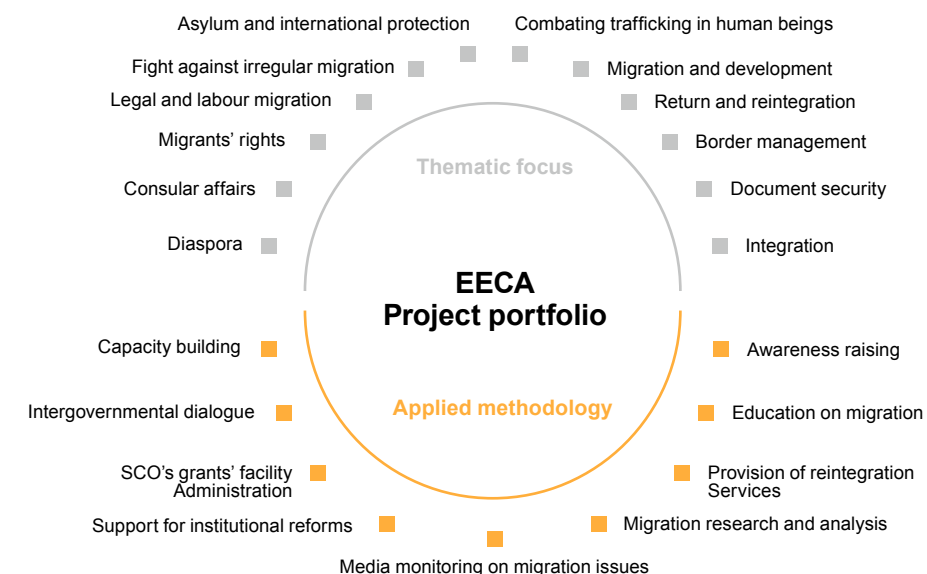 Asylum and international protection
Combating trafficking in human beings
Fight against irregular migration
Migration and development
Legal and labour migration
Return and reintegration
Migrants’ rights
Border management
Thematic focus
Consular affairs
Document security
Diaspora
Integration
EECA
Project portfolio
Capacity building
Awareness raising
Intergovernmental dialogue
Applied methodology
Education on migration
SCO’s grants’ facility
Administration
Provision of reintegration
Services
Support for institutional reforms
Migration research and analysis
Media monitoring on migration issues